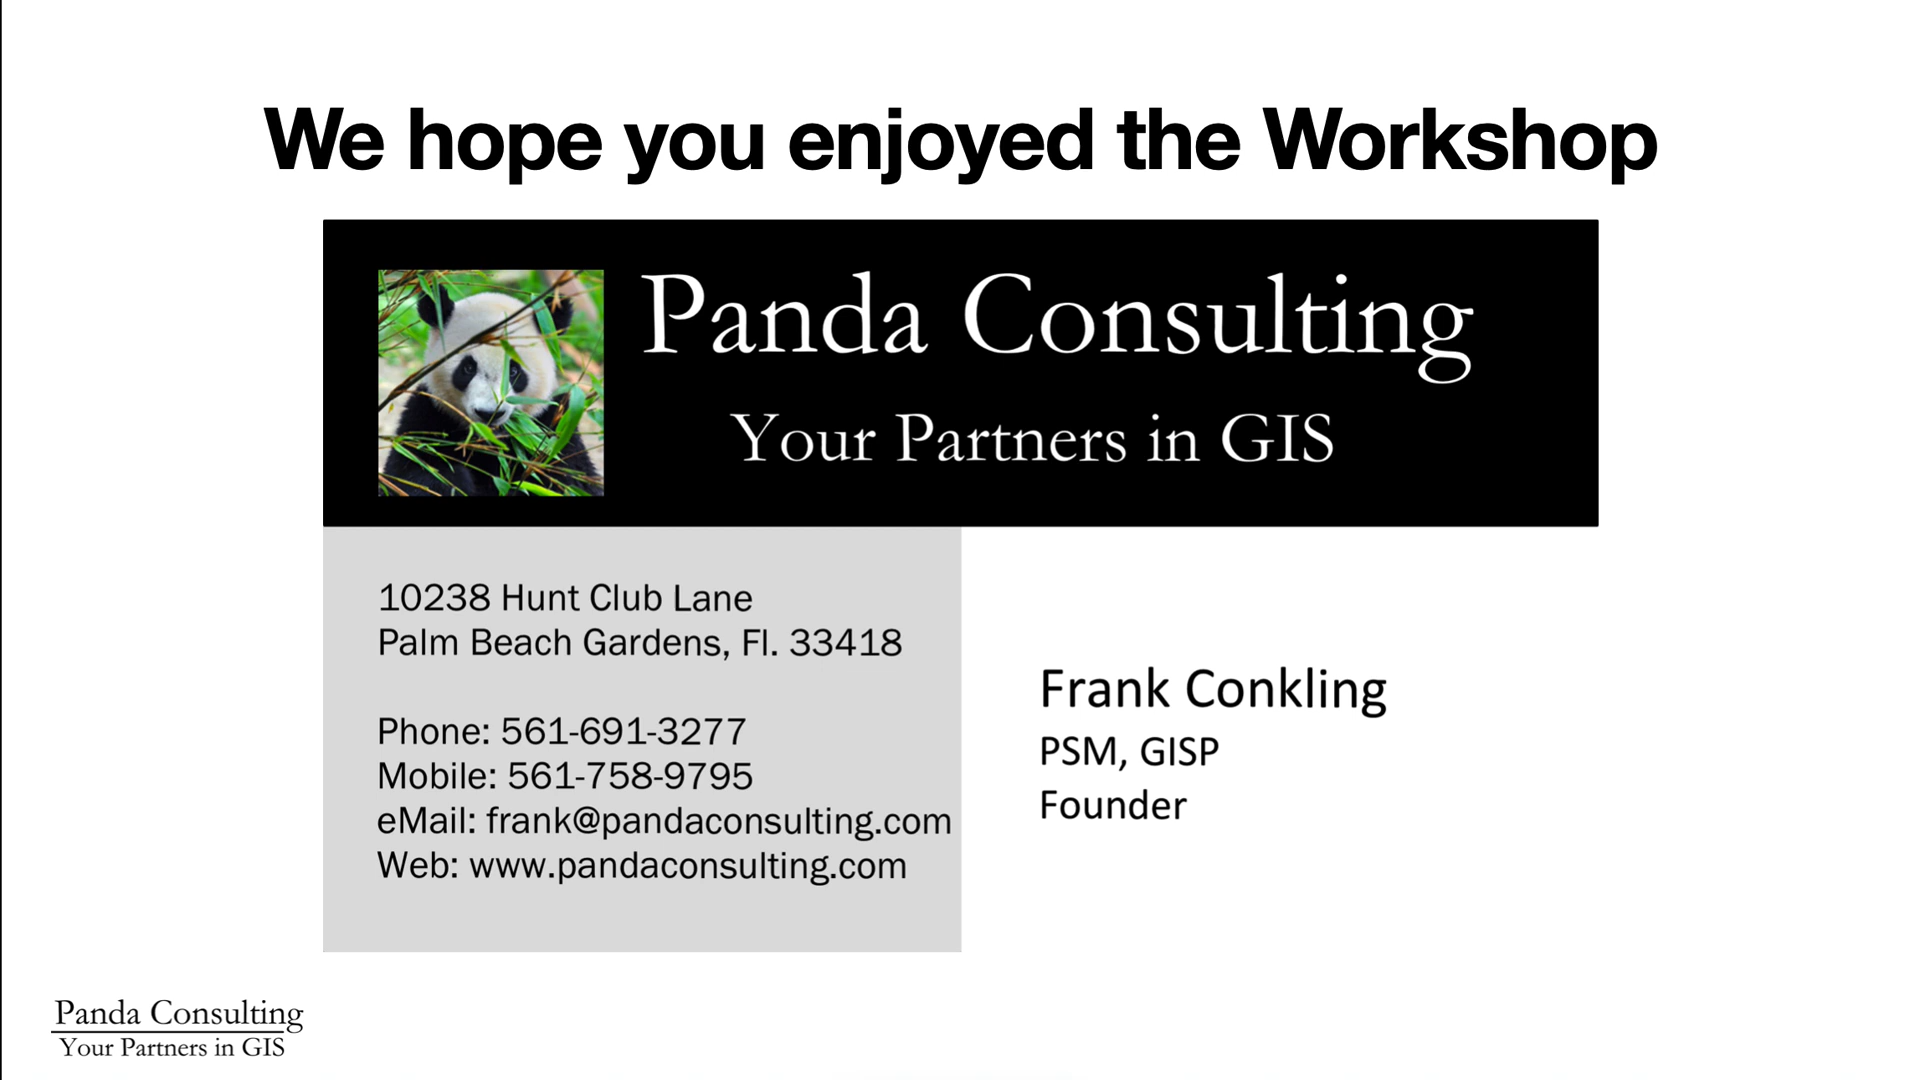 We hope you enjoyed the Workshop
Panda Consulting
Your Partners in GIS
10238 Hunt Club Lane
Palm Beach Gardens, Fl. 33418
Phone: 561-691-3277
Mobile: 561-758-9795
eMail: frank@pandaconsulting.com
Web: www.pandaconsulting.com
Frank Conkling
PSM, GISP
Founder
Panda Consulting
Your Partners in GIS